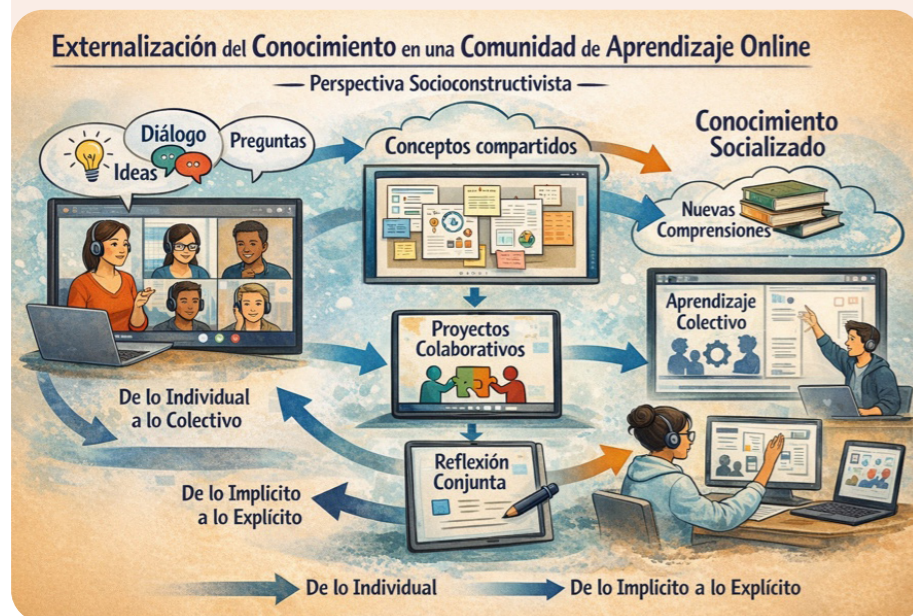 Externalización del Conocimiento en una Comunidad de Aprendizaje Online
Perspectiva Socioconstructivista
Ideas
Diálogo
Preguntas
Conceptos compartidos
Conocimiento
Socializado
Nuevas
Comprensiones
Proyectos
Colaborativos
Aprendizaje
Colectivo
De lo Individual
a lo Colectivo
Reflexión
Conjunta
De lo Implicito
a lo Explícito
De lo Individual
De lo Implicito a lo Explícito